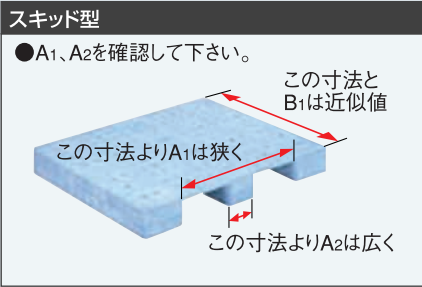 スキッド型
●A1、A2を確認して下さい。
この寸法と
B1は近似値
この寸法よりA1は狭く
この寸法よりA2は広く